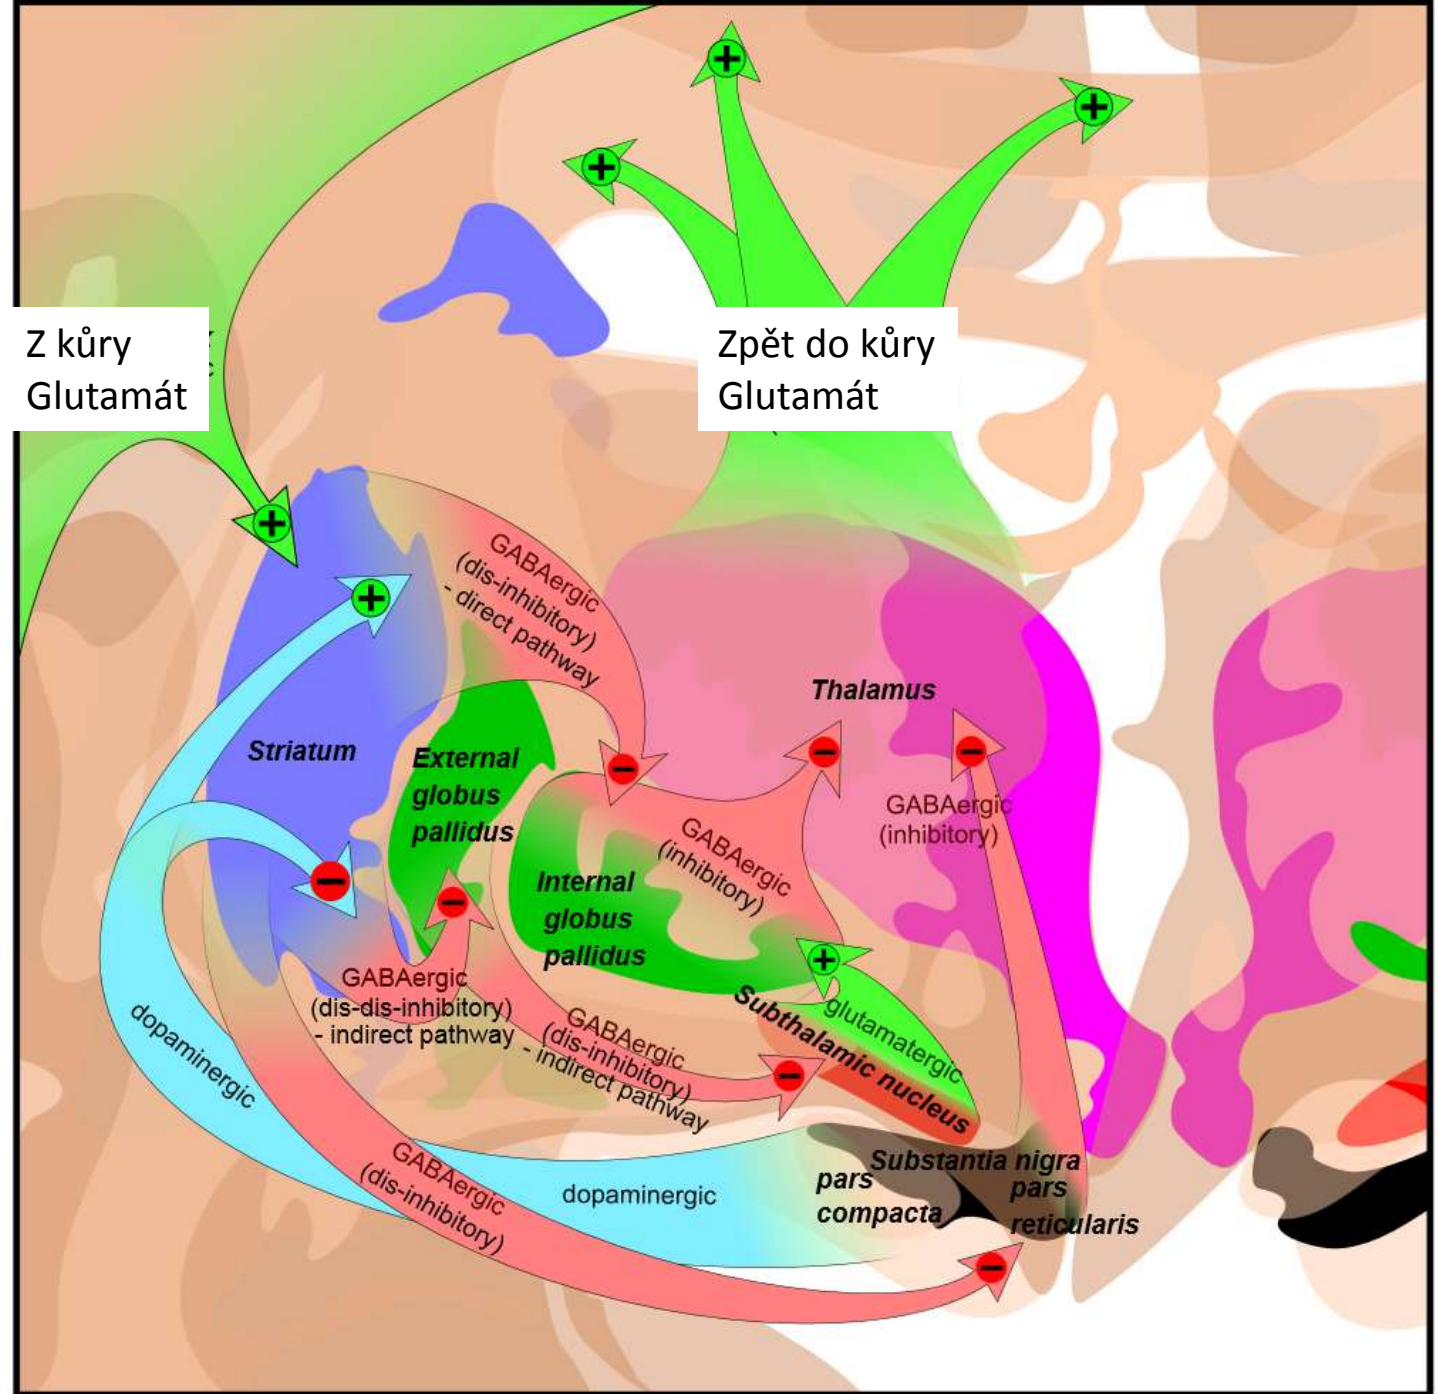 Z kůry
Glutamát
Zpět do kůry
Glutamát
GABAergic
(dis-inhibitory)
- direct pathway
Thalamus
Striatum
External
globus
pallidus
GABAergic
(inhibitory)
GABAergic
(inhibitory)
Internal
globus
pallidus
GABAergic
(dis-dis-inhibitory)
- indirect pathway
GABAergic
(dis-inhibitory)
- indirect pathway
glutamatergic
Subthalamic nucleus
dopaminergic
GABAergic
(dis-inhibitory)
dopaminergic
Substantia nigra
pars
compacta
pars
reticularis